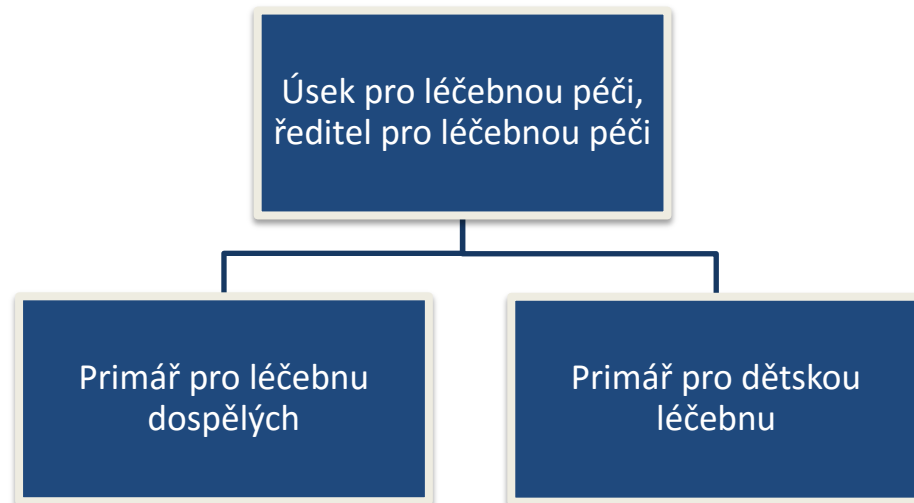 Úsek pro léčebnou péči,
ředitel pro léčebnou péči
Primář pro léčebnu
dospělých
Primář pro dětskou
léčebnu